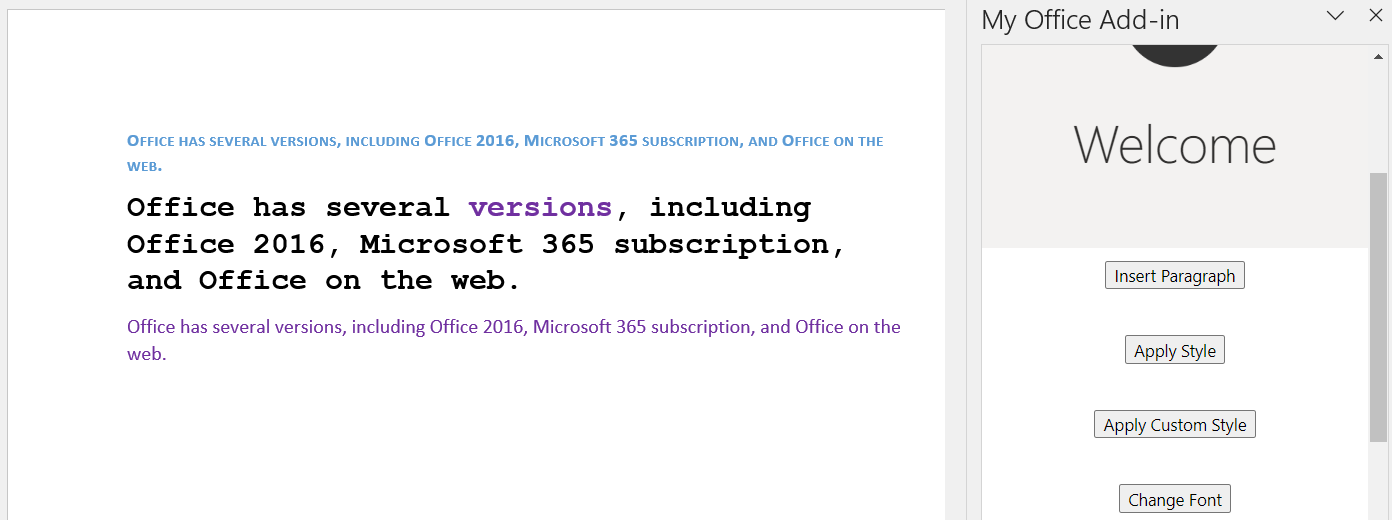 Office has several versions, including Office 2016, Microsoft 365 subscription, and Office on the
web.
Office has several versions, including
Office 2016, Microsoft 365 subscription,
and Office on the web.
Office has several versions, including Office 2016, Microsoft 365 subscription, and Office on the
web.
My Office Add-in
Welcome
Insert Paragraph
Apply Style
Apply Custom Style
Change Font